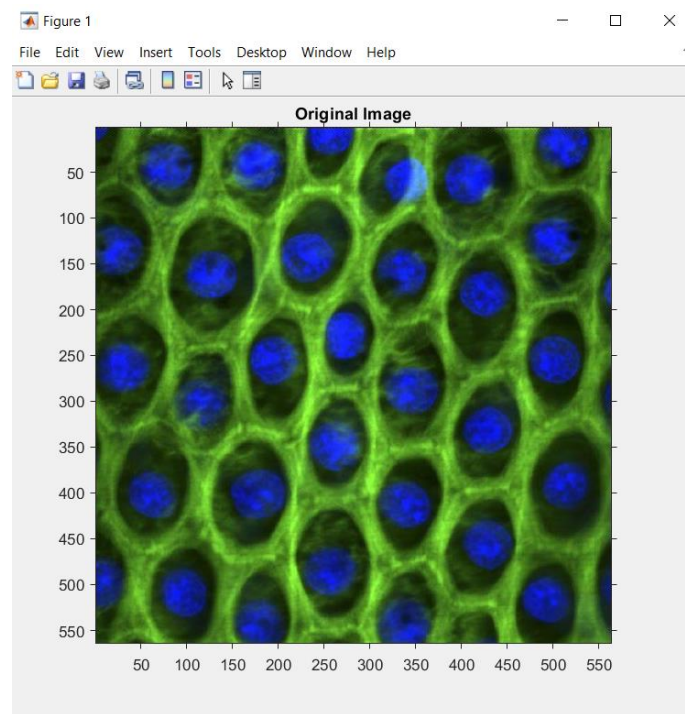 Figure 1
File Edit View Insert Tools Desktop Window Help
Original Image
50
100
150
200
250
300
350
400
450
500
550
50 100 150 200 250 300 350 400 450 500 550